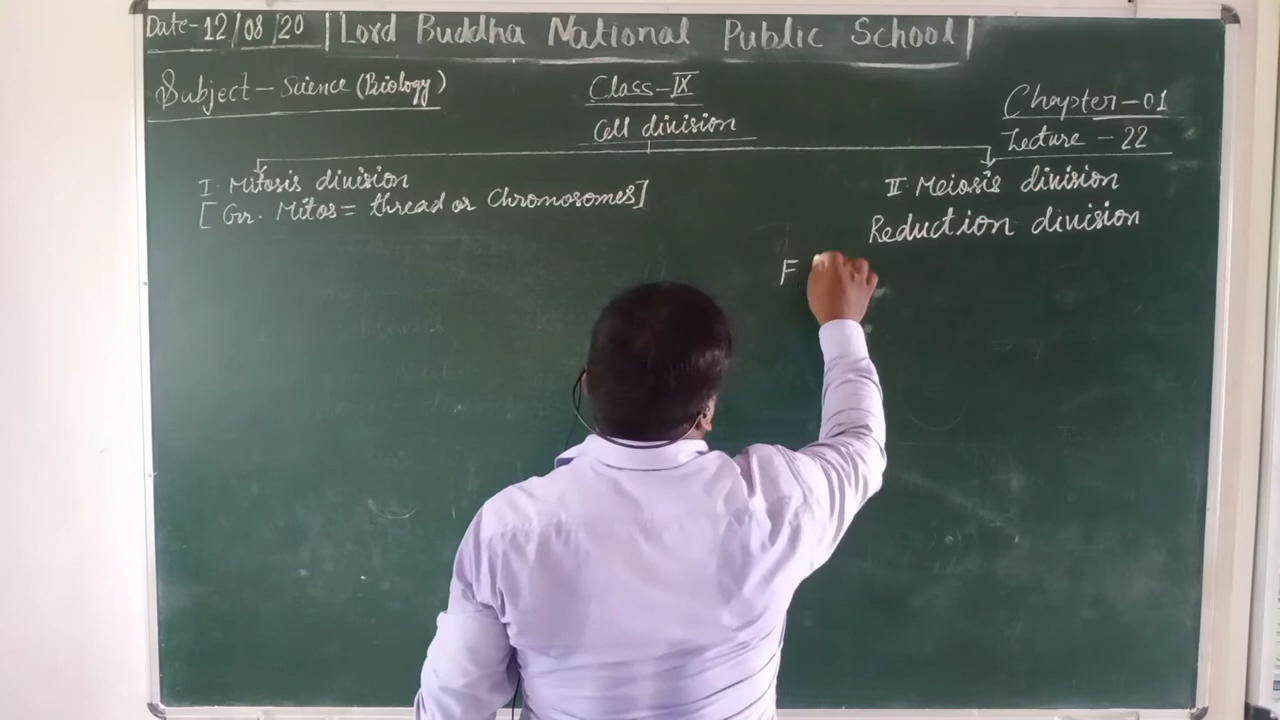 Date-12/08/20 | Lord Buddha National Public School |
Subject - Science (Biology)
Class-IX
Chapter-01
Cell division
Lecture - 22
I. Mitosis division
[Gr. Mitos = thread or Chromosomes]
II. Meiosis division
Reduction division
F